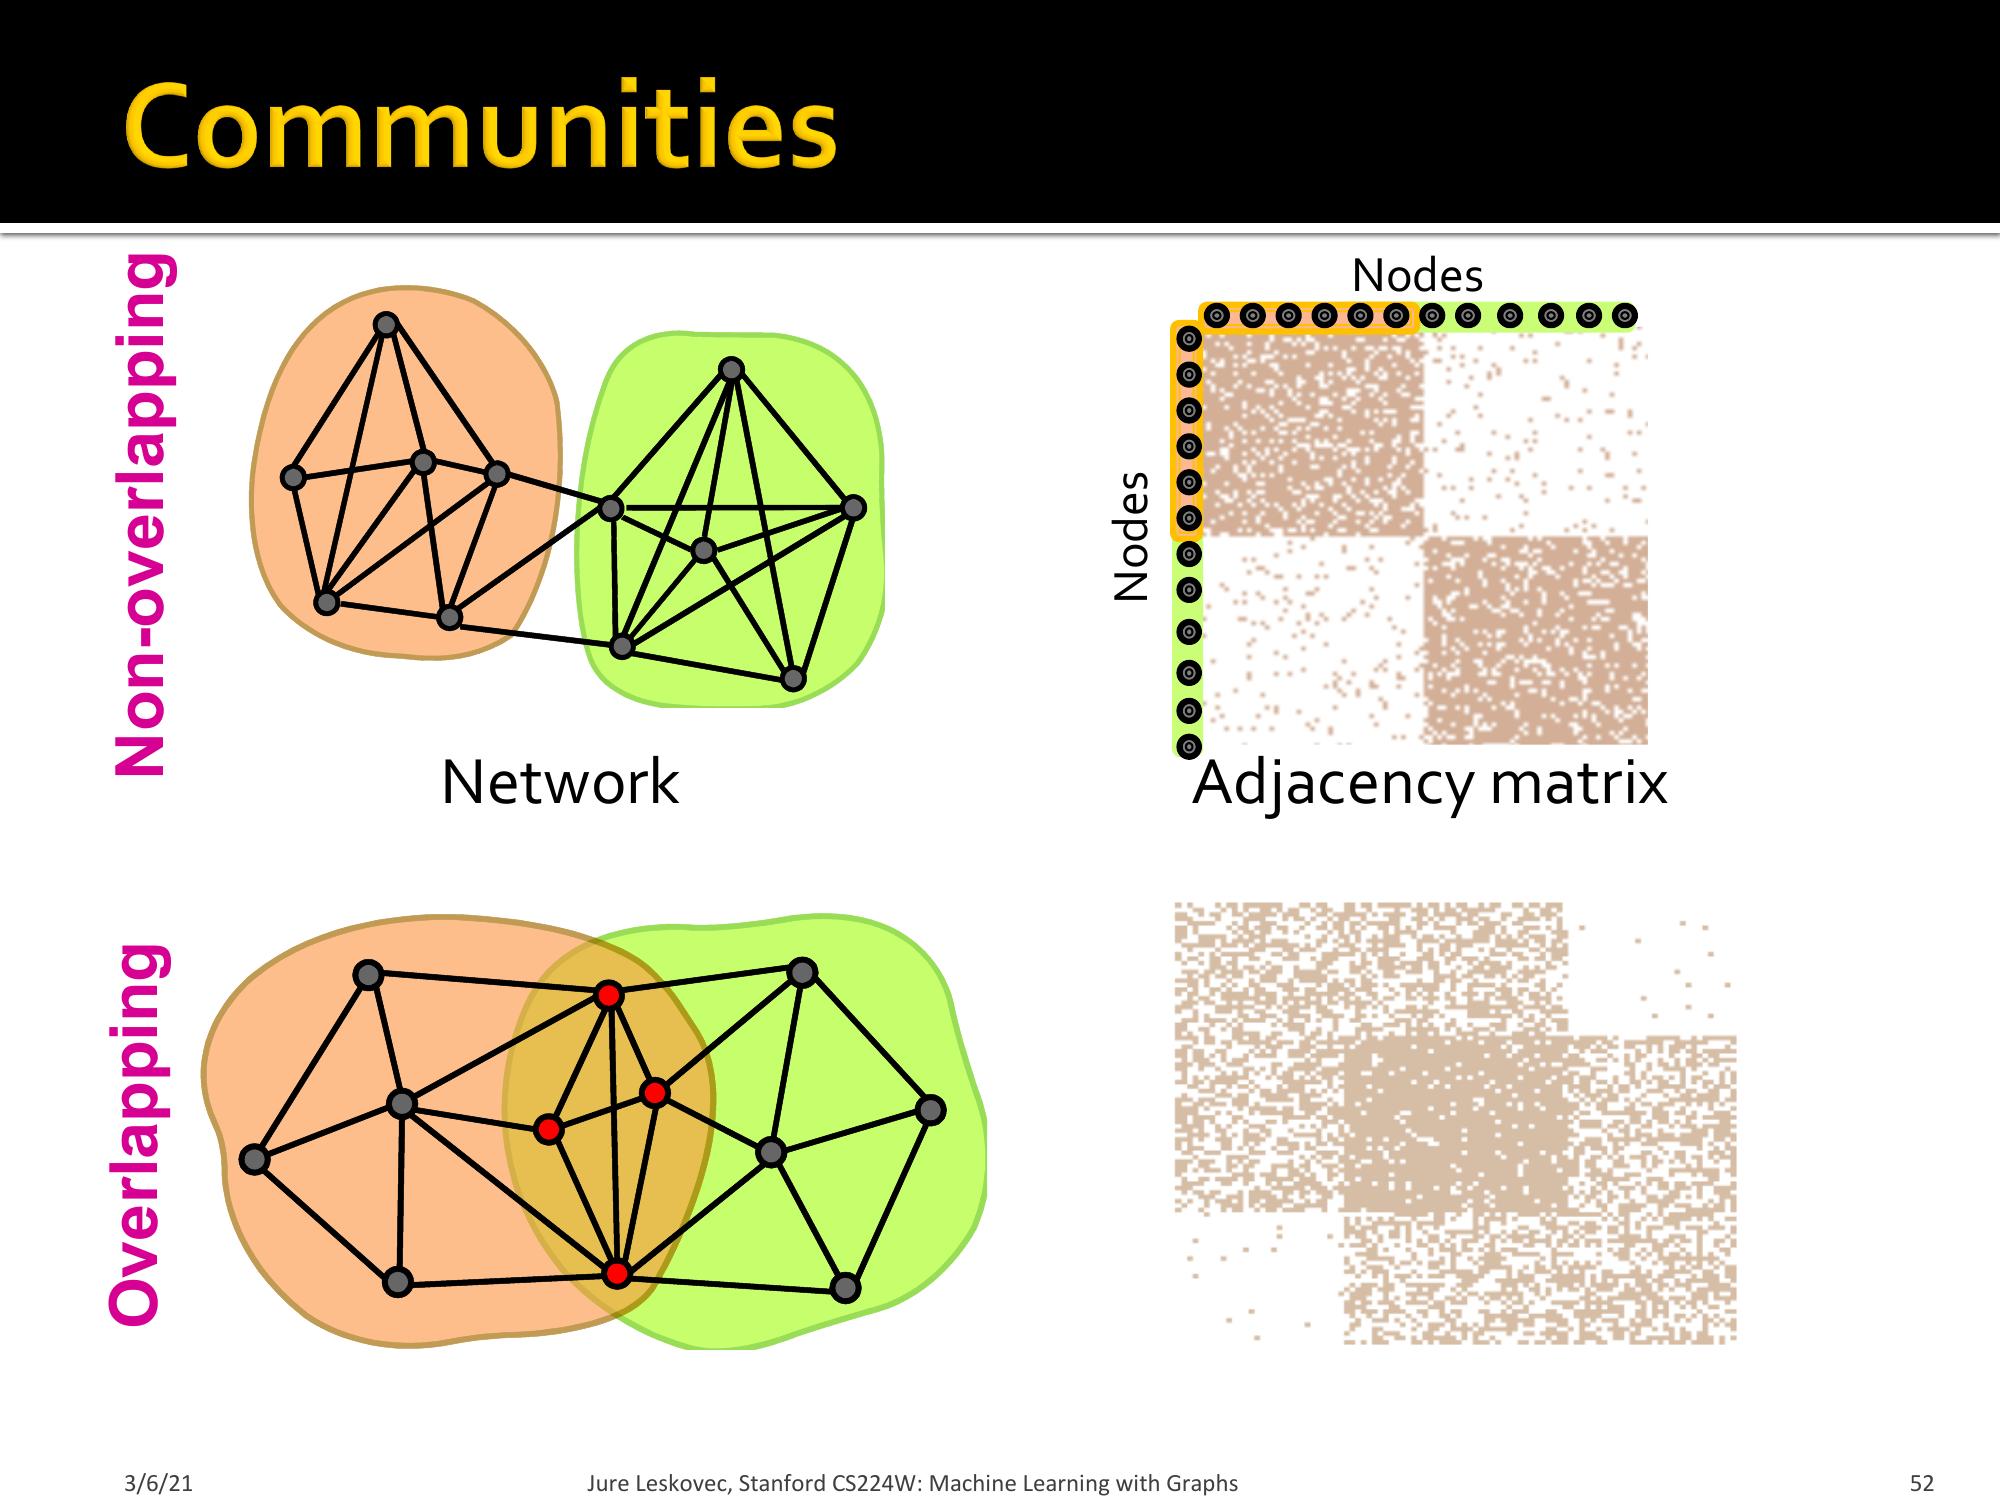 Communities
Non-overlapping
Nodes
Nodes
Network
Adjacency matrix
Overlapping
3/6/21
Jure Leskovec, Stanford CS224W: Machine Learning with Graphs
52